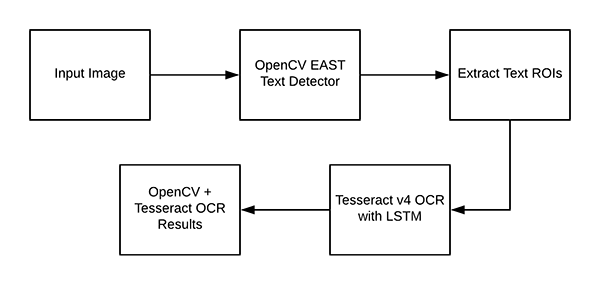 Input Image
OpenCV EAST
Text Detector
Extract Text ROIs
Tesseract v4 OCR
with LSTM
OpenCV +
Tesseract OCR
Results